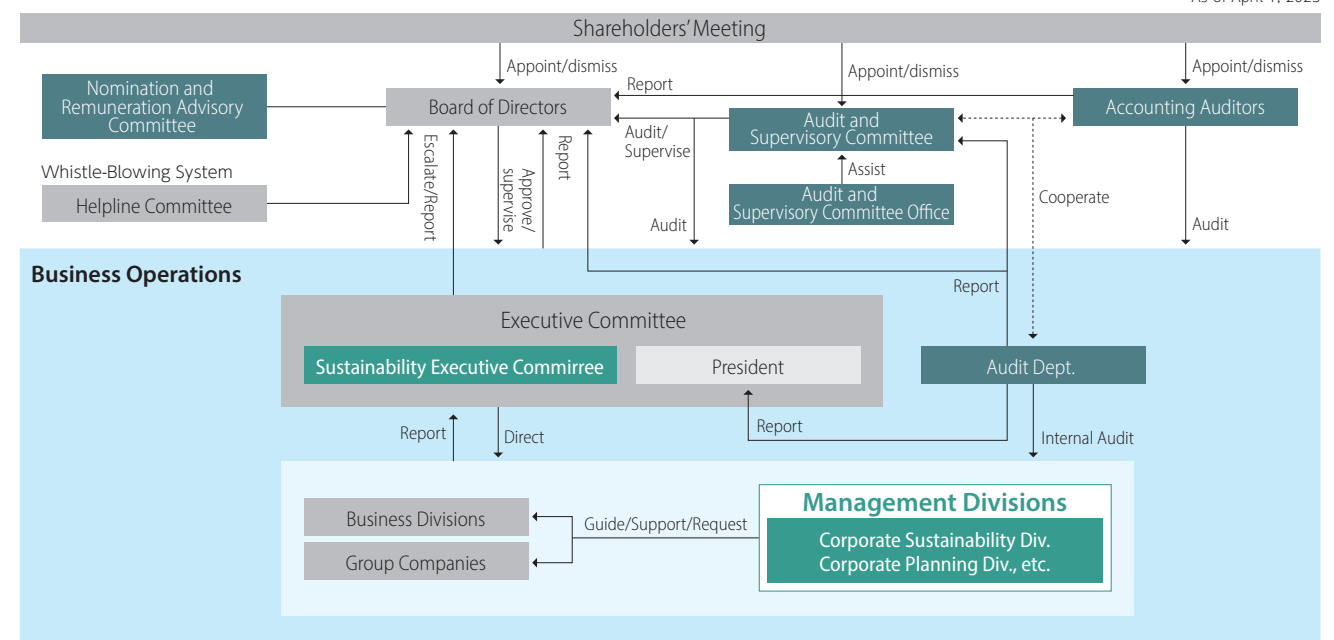 Shareholders' Meeting
Appoint/dismiss
Appoint/dismiss
Appoint/dismiss
Nomination and
Remuneration Advisory
Committee
Board of Directors
Report
Audit and
Supervisory Committee
Accounting Auditors
Audit/
Supervise
Whistle-Blowing System
Helpline Committee
Escalate/Report
Approve/
supervise
Report
Assist
Audit and
Supervisory Committee Office
Cooperate
Audit
Audit
Business Operations
Report
Executive Committee
Sustainability Executive Commirree
President
Audit Dept.
Report
Direct
Report
Internal Audit
Business Divisions
Group Companies
Guide/Support/Request
Management Divisions
Corporate Sustainability Div.
Corporate Planning Div., etc.